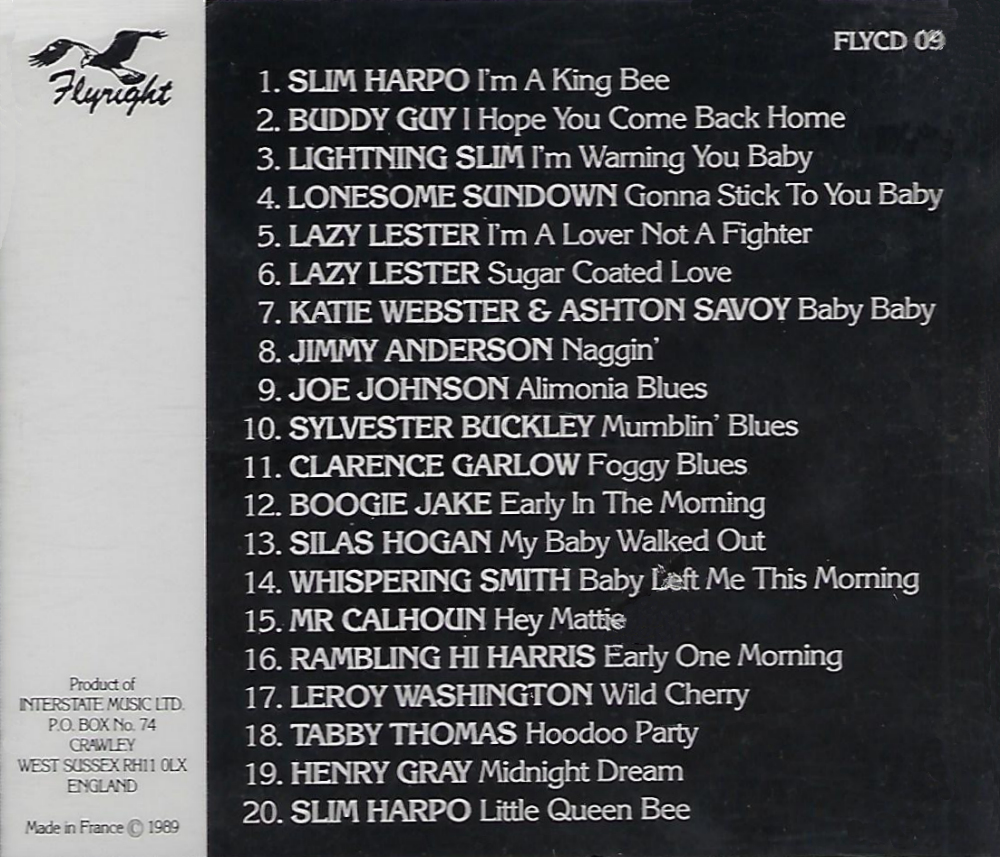 Flyright
FLYCD 09
1. SLIM HARPO I'm A King Bee
2. BUDDY GUY I Hope You Come Back Home
3. LIGHTNING SLIM I'm Warning You Baby
4. LONESOME SUNDOWN Gonna Stick To You Baby
5. LAZY LESTER I'm A Lover Not A Fighter
6. LAZY LESTER Sugar Coated Love
7. KATIE WEBSTER & ASHTON SAVOY Baby Baby
8. JIMMY ANDERSON Naggin'
9. JOE JOHNSON Alimonia Blues
10. SYLVESTER BUCKLEY Mumblin' Blues
11. CLARENCE GARLOW Foggy Blues
12. BOOGIE JAKE Early In The Morning
13. SILAS HOGAN My Baby Walked Out
14. WHISPERING SMITH Baby Left Me This Morning
15. MR CALHOUN Hey Mattie
16. RAMBLING HI HARRIS Early One Morning
17. LEROY WASHINGTON Wild Cherry
18. TABBY THOMAS Hoodoo Party
19. HENRY GRAY Midnight Dream
20. SLIM HARPO Little Queen Bee
Product of
INTERSTATE MUSIC LTD.
P.O. BOX No. 74
CRAWLEY
WEST SUSSEX RH11 0LX
ENGLAND
Made in France © 1989